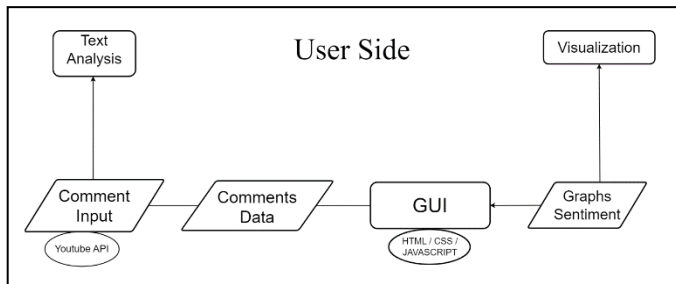 Text
Analysis
User Side
Visualization
Comment
Input
Comments
Data
GUI
Graphs
Sentiment
Youtube API
HTML / CSS /
JAVASCRIPT